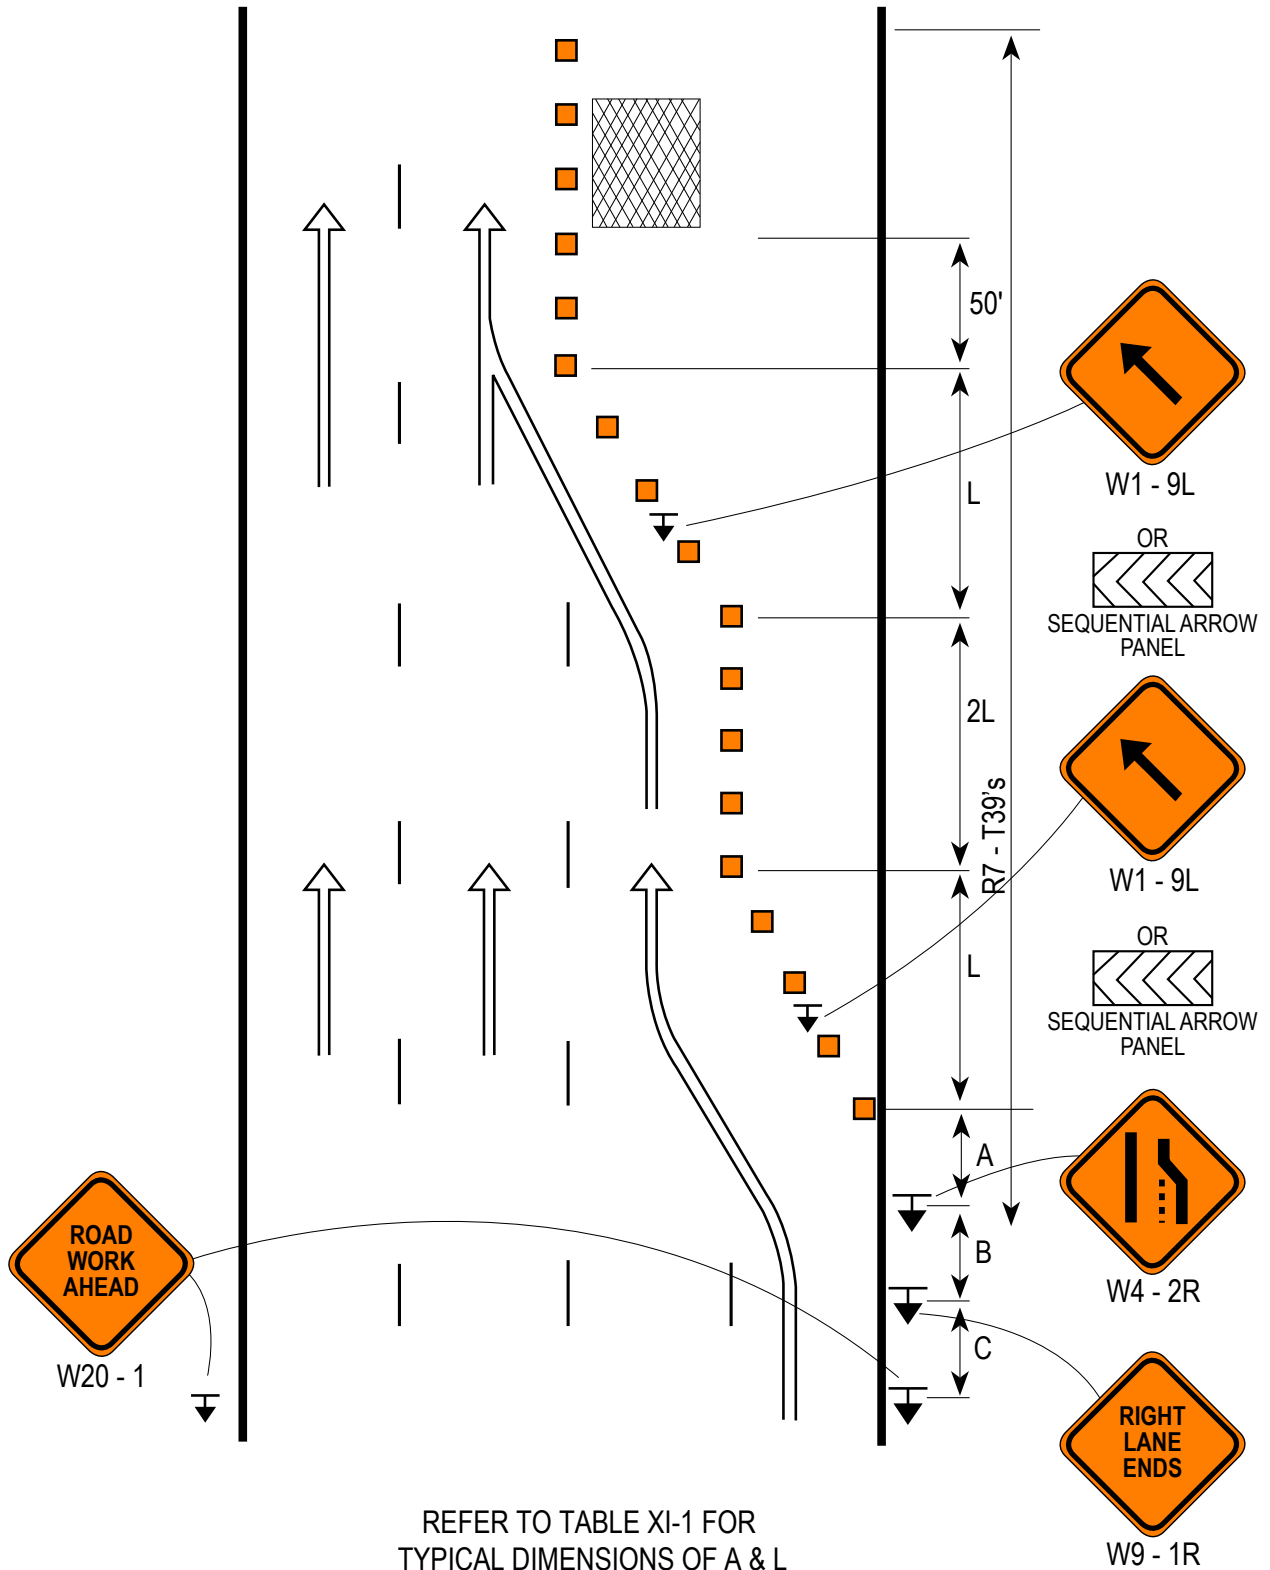 50'
W1 - 9L
L
OR
SEQUENTIAL ARROW
PANEL
2L
R7 - T39's
W1 - 9L
OR
L
SEQUENTIAL ARROW
PANEL
A
ROAD
WORK
AHEAD
B
W4 - 2R
W20 - 1
C
RIGHT
LANE
ENDS
REFER TO TABLE XI-1 FOR
TYPICAL DIMENSIONS OF A & L
W9 - 1R